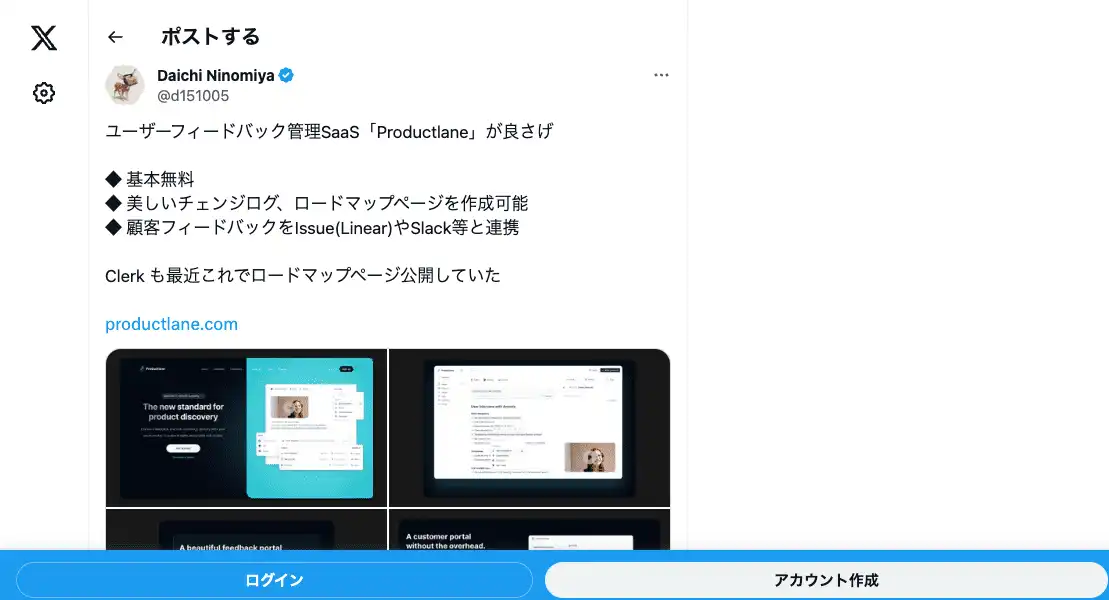 ポストする
Daichi Ninomiya
@d151005
ユーザーフィードバック管理SaaS「Productlane」が良さげ
◆ 基本無料
◆ 美しいチェンジログ、ロードマップページを作成可能
◆ 顧客フィードバックをIssue(Linear)やSlack等と連携
Clerk も最近これでロードマップページ公開していた
productlane.com
Productlane
The new standard for
product discovery
A beautiful feedback portal
A customer portal
without the overhead.
ログイン
アカウント作成